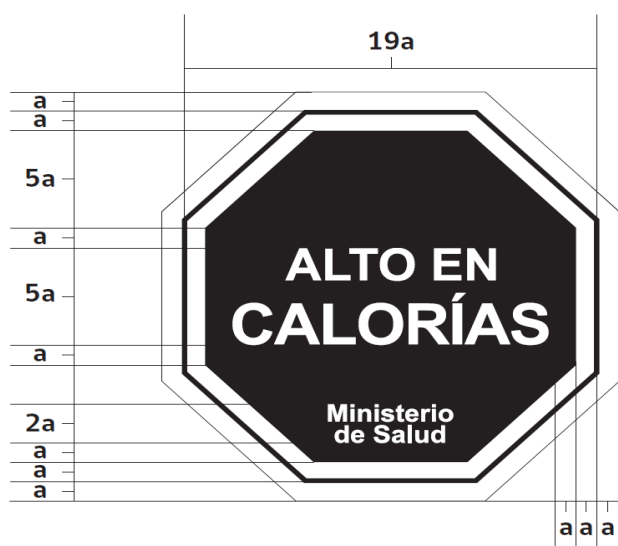 19a
a
a
5a
a
5a
a
2a
a
a
a
ALTO EN
CALORÍAS
Ministerio
de Salud
a a a